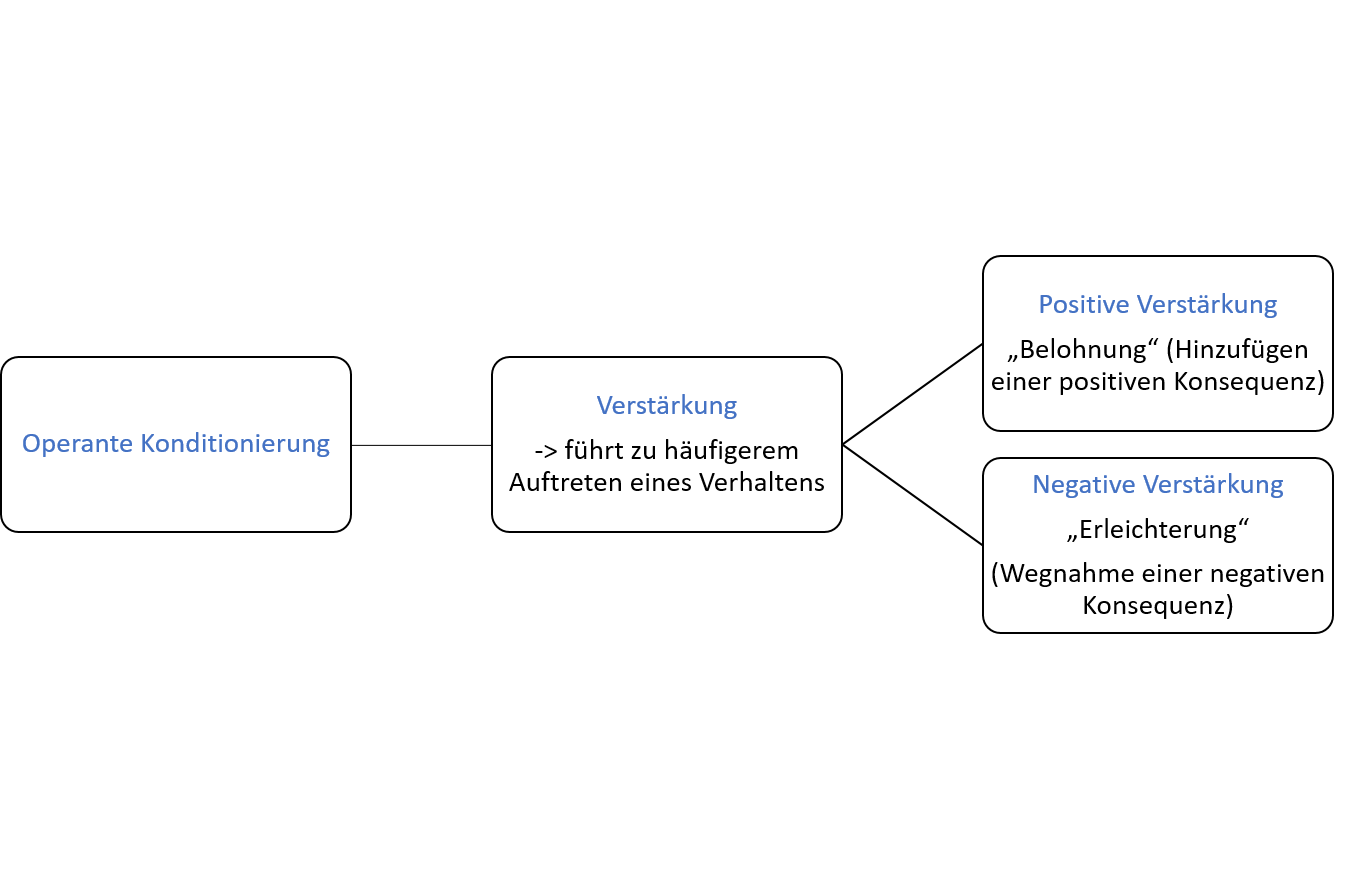 Operante Konditionierung
Verstärkung
-> führt zu häufigerem
Auftreten eines Verhaltens
Positive Verstärkung
„Belohnung“ (Hinzufügen
einer positiven Konsequenz)
Negative Verstärkung
„Erleichterung“
(Wegnahme einer negativen
Konsequenz)